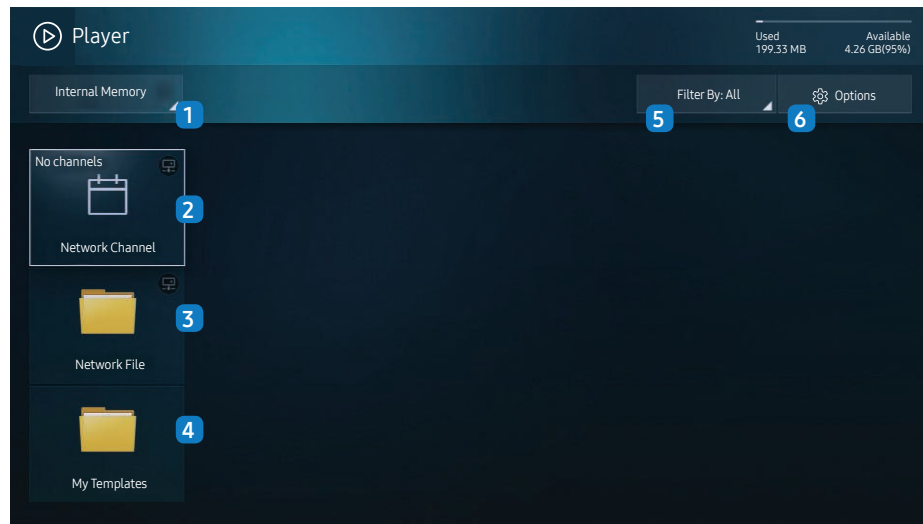 Player
Used Available
199.33 MB 4.26 GB(95%)
Internal Memory
1
Filter By: All
5
Options
6
No channels
2
Network Channel
3
Network File
4
My Templates